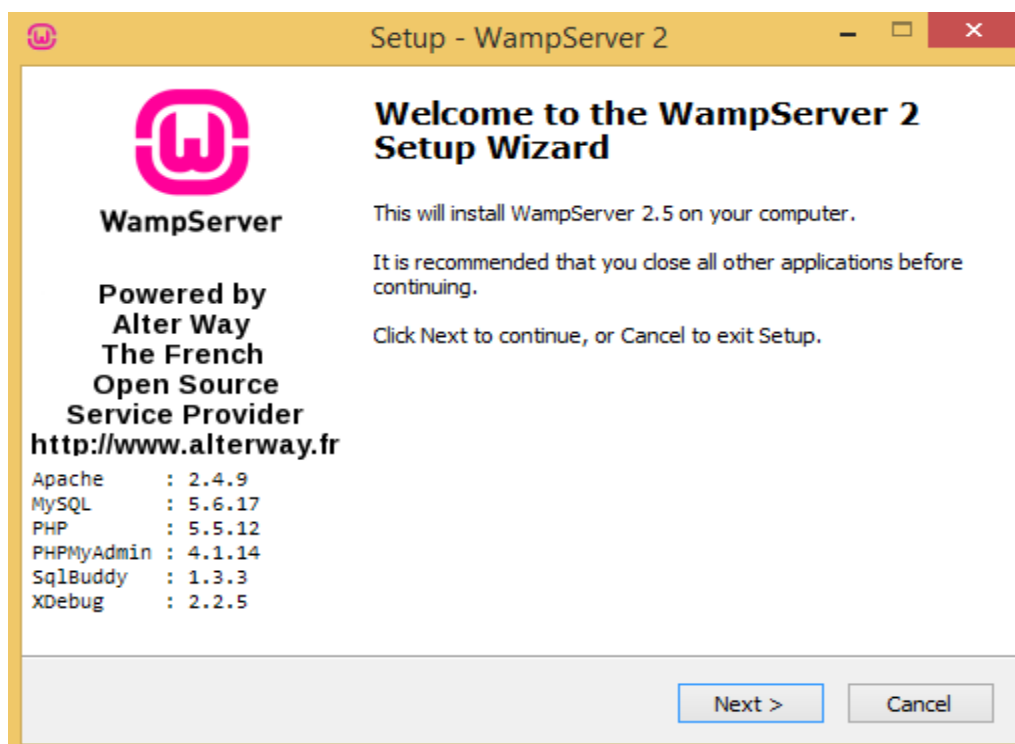 Setup - WampServer 2
WampServer
Powered by
Alter Way
The French
Open Source
Service Provider
http://www.alterway.fr
Apache : 2.4.9
MySQL : 5.6.17
PHP : 5.5.12
PHPMyAdmin : 4.1.14
SqlBuddy : 1.3.3
XDebug : 2.2.5
Welcome to the WampServer 2
Setup Wizard
This will install WampServer 2.5 on your computer.
It is recommended that you close all other applications before
continuing.
Click Next to continue, or Cancel to exit Setup.
Next >
Cancel